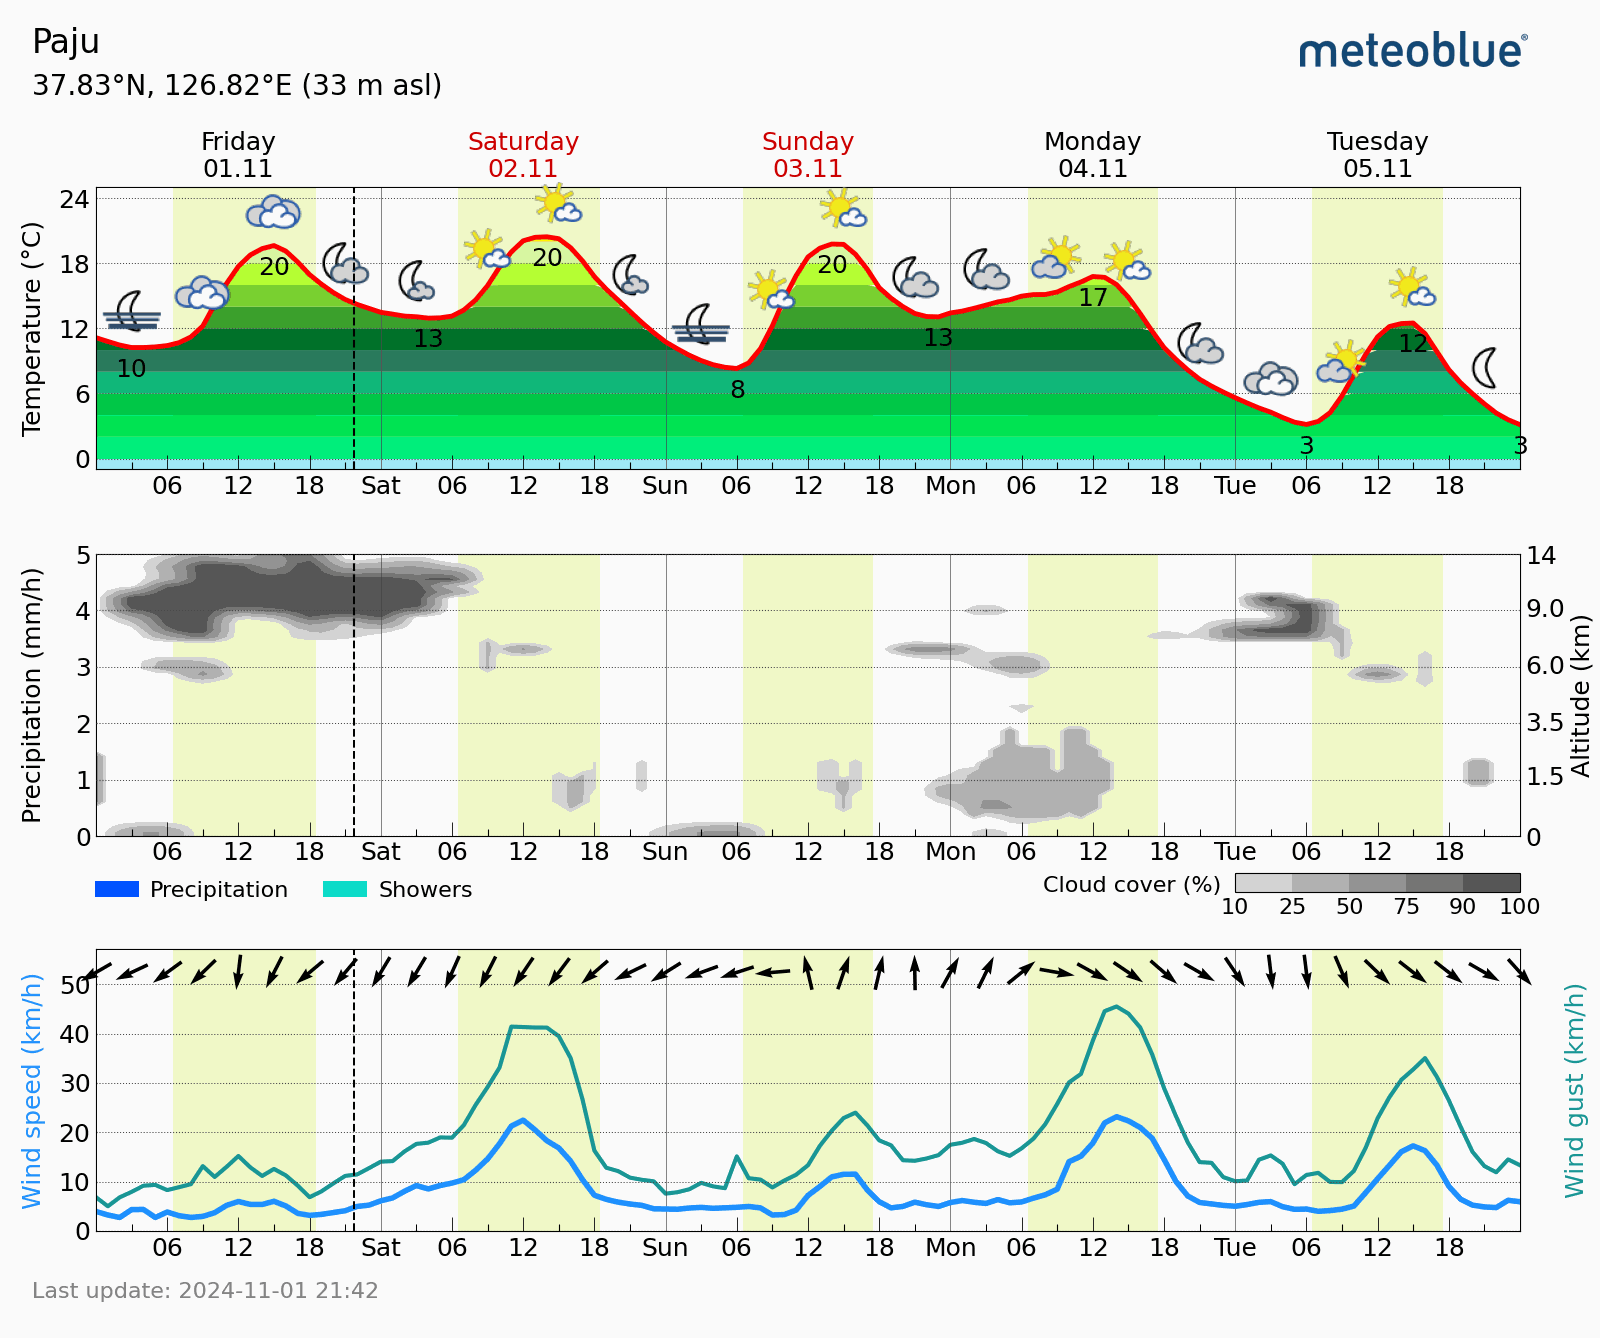 Paju
37.83°N, 126.82°E (33 m asl)
meteoblue®
Friday Saturday Sunday Monday Tuesday
01.11 02.11 03.11 04.11 05.11
Temperature (°C)
24
18
12
6
0
20 20 20 17 12
10 13 8 13 3 3
06 12 18 Sat 06 12 18 Sun 06 12 18 Mon 06 12 18 Tue 06 12 18
Precipitation (mm/h)
5
4
3
2
1
0
14
9.0
6.0
3.5
1.5
0
Altitude (km)
06 12 18 Sat 06 12 18 Sun 06 12 18 Mon 06 12 18 Tue 06 12 18
Precipitation Showers Cloud cover (%)
10 25 50 75 90 100
Wind speed (km/h)
50
40
30
20
10
0
Wind gust (km/h)
06 12 18 Sat 06 12 18 Sun 06 12 18 Mon 06 12 18 Tue 06 12 18
Last update: 2024-11-01 21:42